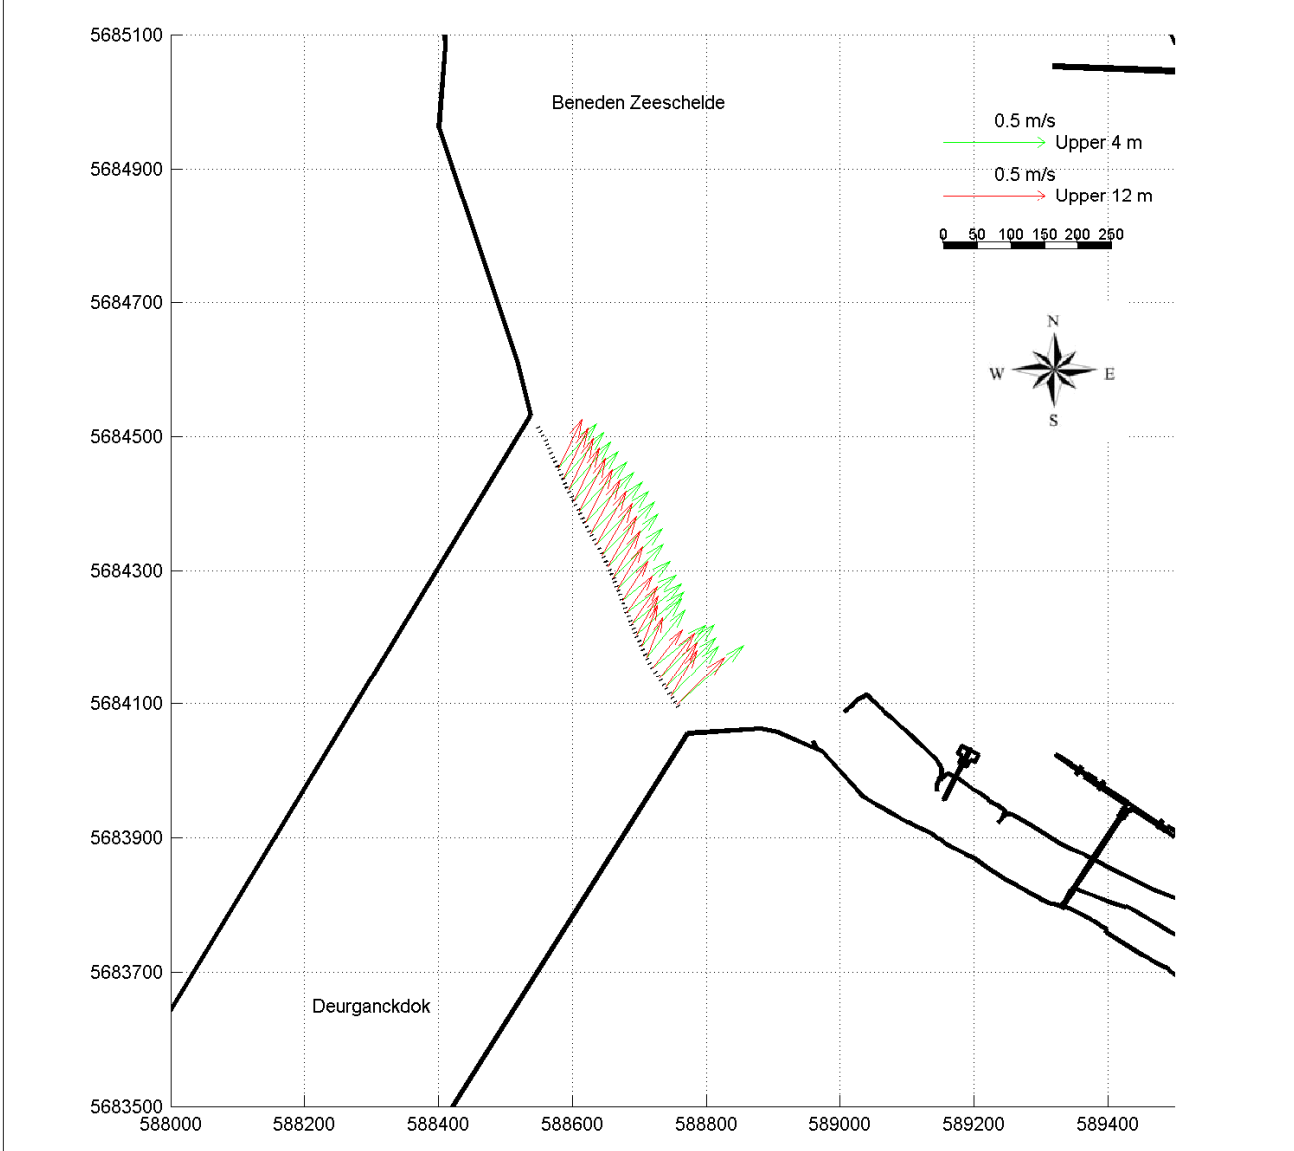 5685100
Beneden Zeeschelde
0.5 m/s
Upper 4 m
5684900
0.5 m/s
Upper 12 m
0 50 100 150 200 250
5684700
N
W E
S
5684500
5684300
5684100
5683900
5683700
Deurganckdok
5683500
588000 588200 588400 588600 588800 589000 589200 589400